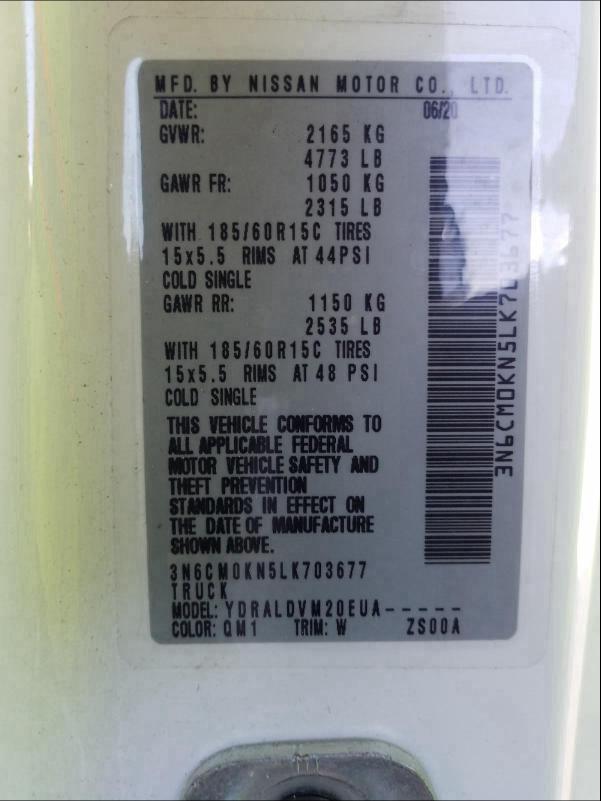 MFD. BY NISSAN MOTOR CO., LTD.
DATE: 06/20
GVWR: 2165 KG
4773 LB
GAWR FR: 1050 KG
2315 LB
WITH 185/60R15C TIRES
15x5.5 RIMS AT 44PSI
COLD SINGLE
GAWR RR: 1150 KG
2535 LB
WITH 185/60R15C TIRES
15x5.5 RIMS AT 48 PSI
COLD SINGLE
THIS VEHICLE CONFORMS TO
ALL APPLICABLE FEDERAL
MOTOR VEHICLE SAFETY AND
THEFT PREVENTION
STANDARDS IN EFFECT ON
THE DATE OF MANUFACTURE
SHOWN ABOVE.
3N6CM0KN5LK703677
TRUCK
MODEL: YDRALDVM20EUA-----
COLOR: QM1 TRIM: W ZS00A
3N6CM0KN5LK703677